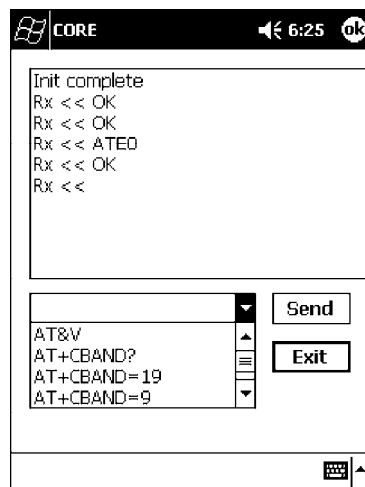 CORE 6:25 ok
Init complete
Rx << OK
Rx << OK
Rx << ATE0
Rx << OK
Rx <<
Send
AT&V
AT+CBAND?
AT+CBAND=19
AT+CBAND=9
Exit